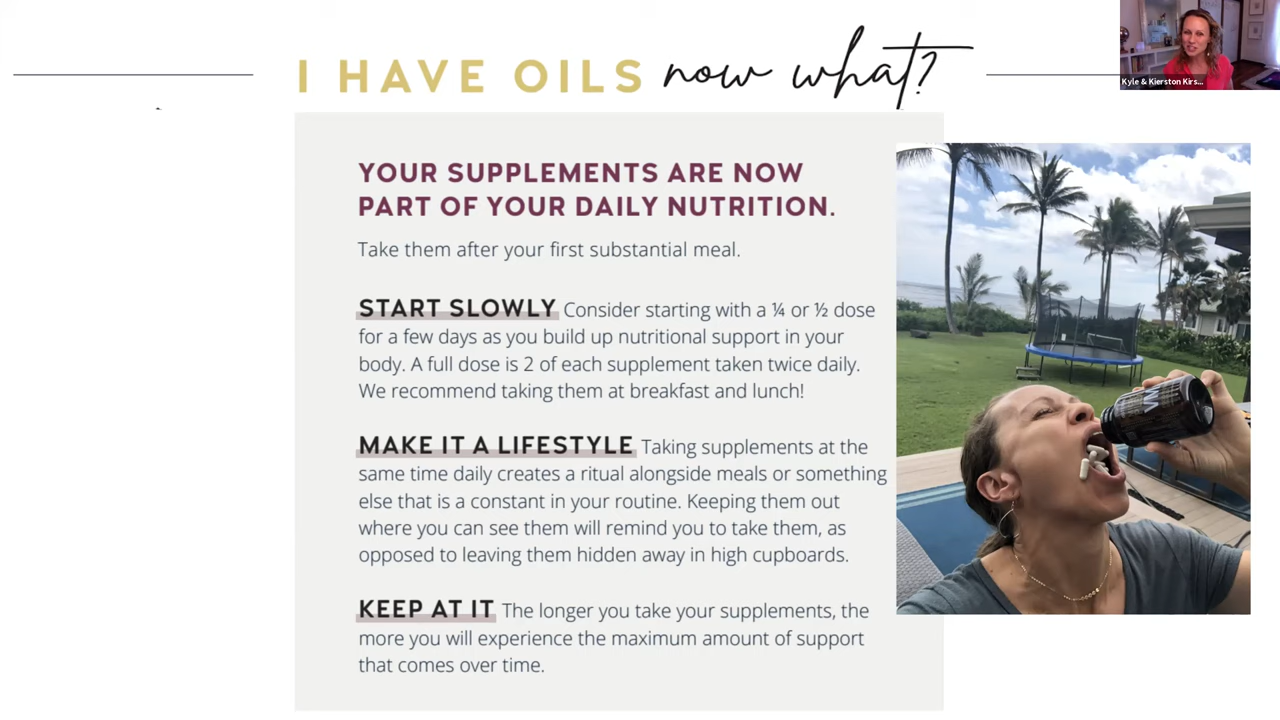 I HAVE OILS now what?
Kyle & Kierston Kirs...
YOUR SUPPLEMENTS ARE NOW
PART OF YOUR DAILY NUTRITION.
Take them after your first substantial meal.
START SLOWLY Consider starting with a ¼ or ½ dose
for a few days as you build up nutritional support in your
body. A full dose is 2 of each supplement taken twice daily.
We recommend taking them at breakfast and lunch!
MAKE IT A LIFESTYLE Taking supplements at the
same time daily creates a ritual alongside meals or something
else that is a constant in your routine. Keeping them out
where you can see them will remind you to take them, as
opposed to leaving them hidden away in high cupboards.
KEEP AT IT The longer you take your supplements, the
more you will experience the maximum amount of support
that comes over time.